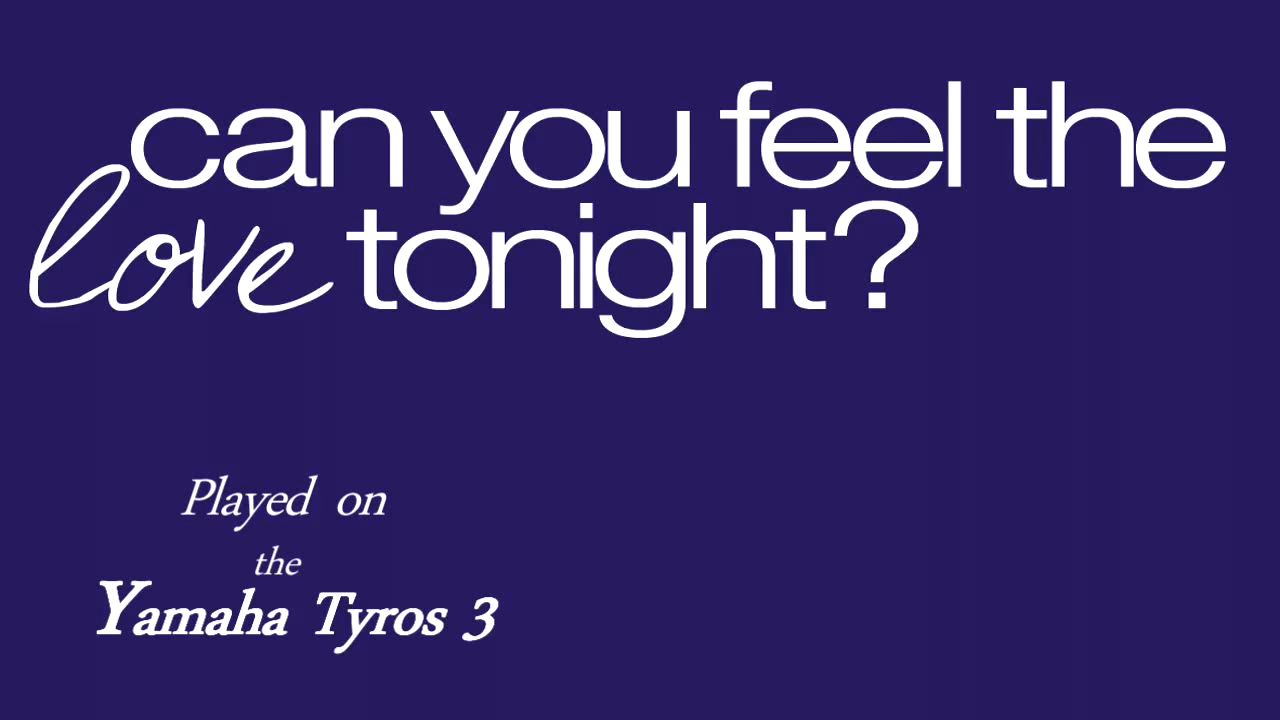 can you feel the
love tonight?
Played on
the
Yamaha Tyros 3